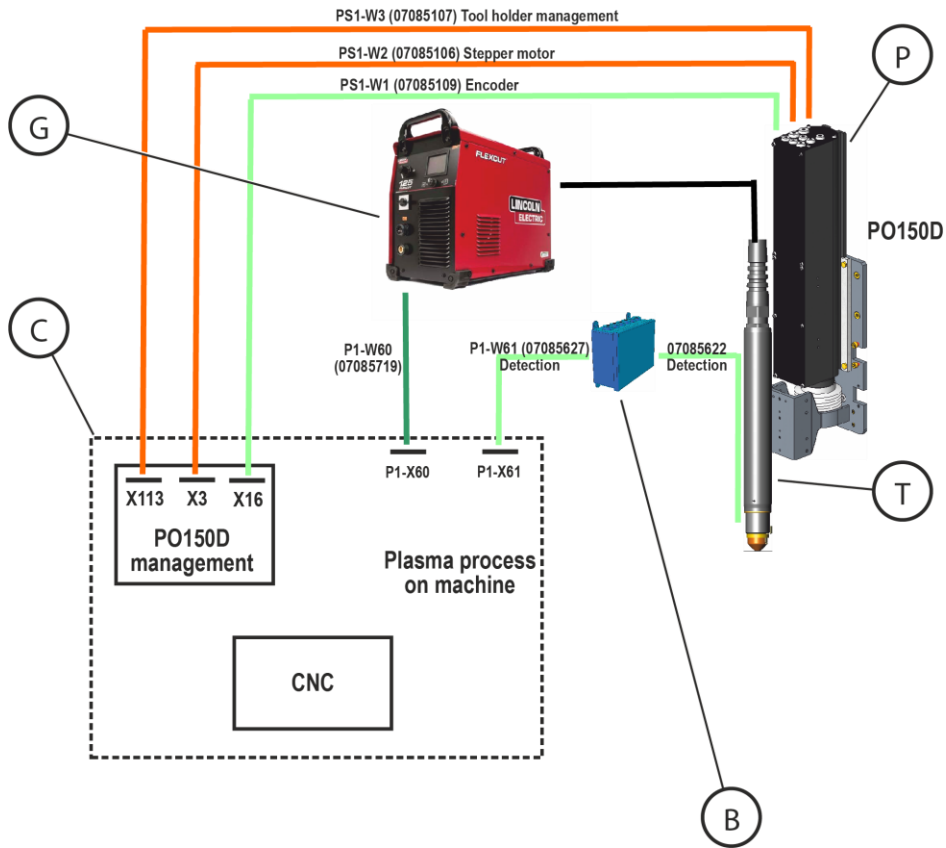 PS1-W3 (07085107) Tool holder management
PS1-W2 (07085106) Stepper motor
PS1-W1 (07085109) Encoder
P
G
FLEXCUT
125
LINCOLN
ELECTRIC
PO150D
C
P1-W60
(07085719)
P1-W61 (07085627)
Detection
07085622
Detection
X113
X3
X16
P1-X60
P1-X61
T
PO150D
management
Plasma process
on machine
CNC
B